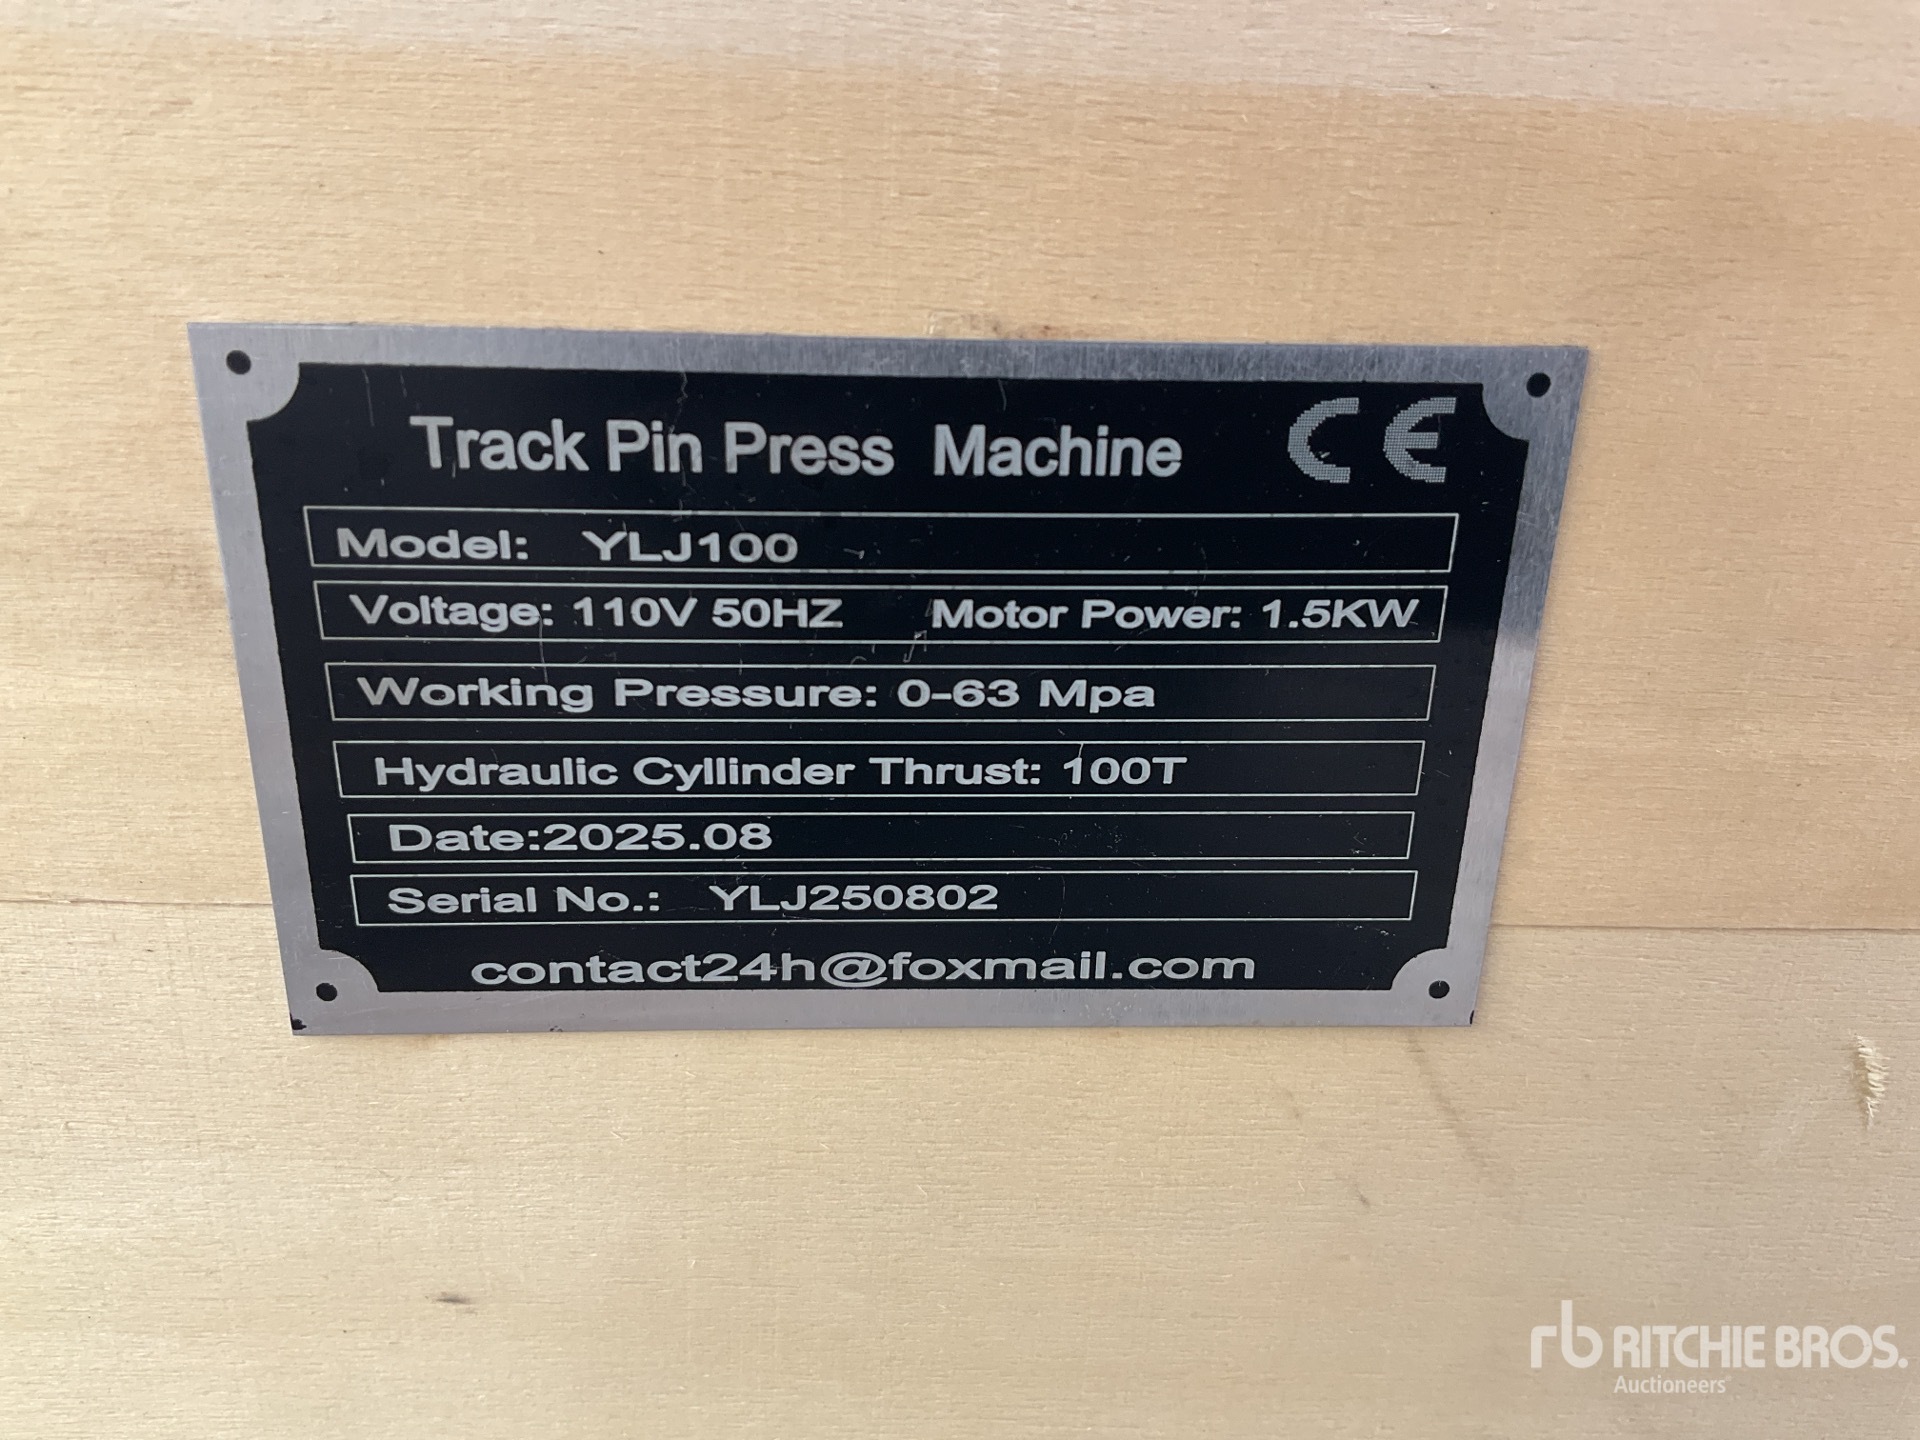 Track Pin Press Machine CE
Model: YLJ100
Voltage: 110V 50HZ Motor Power: 1.5KW
Working Pressure: 0-63 Mpa
Hydraulic Cyllinder Thrust: 100T
Date:2025.08
Serial No.: YLJ250802
contact24h@foxmail.com
rb RITCHIE BROS.
Auctioneers